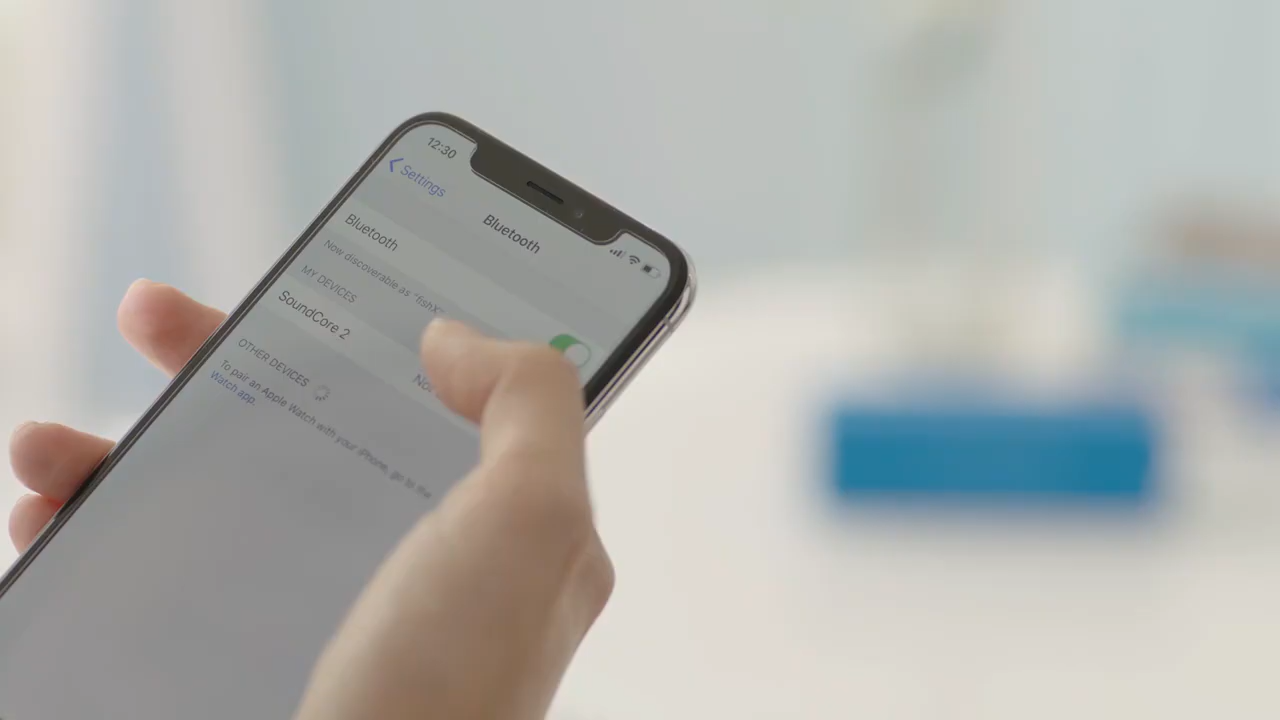 12:30
Settings
Bluetooth
Bluetooth
Now discoverable as "fishX
MY DEVICES
SoundCore 2
OTHER DEVICES
To pair an Apple Watch with your iPhone, go to the
Watch app.